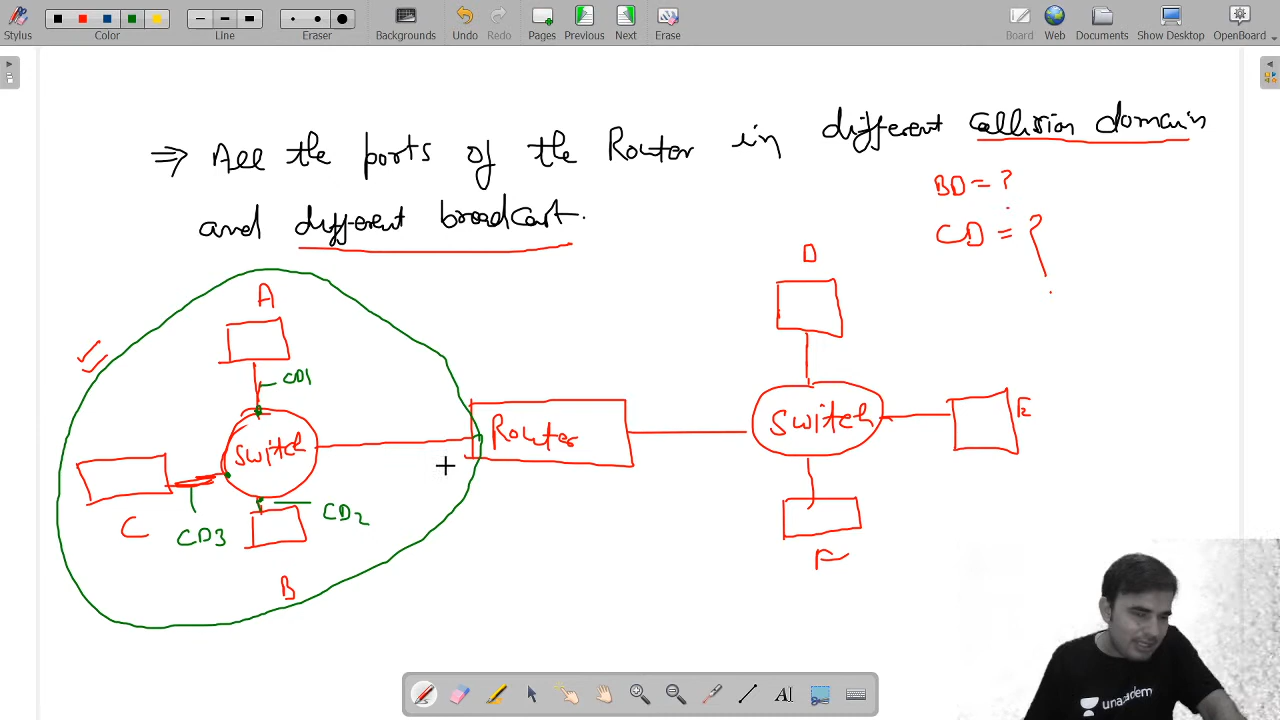 Stylus
Color
Line
Eraser
Backgrounds
Undo
Redo
Pages
Previous
Next
Erase
Board
Web
Documents
Show Desktop
OpenBoard
⇒ All the ports of the Router in different collision domain
and different broadcast.
BD = ?
CD = ?
A
CD1
Switch
C
CD3
CD2
B
Router
D
Switch
E
F
unacademy